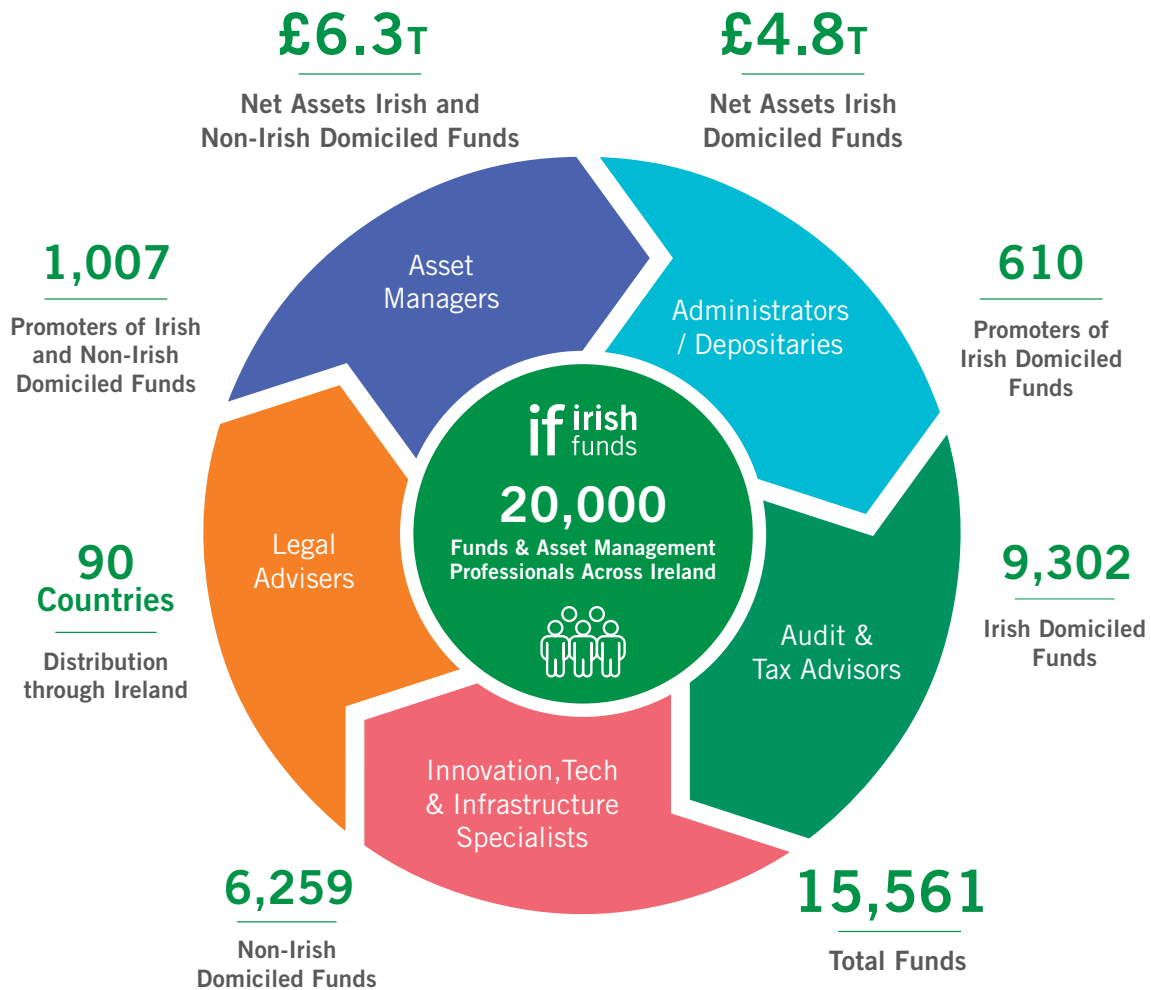 £6.3T
Net Assets Irish and
Non-Irish Domiciled Funds
£4.8T
Net Assets Irish
Domiciled Funds
1,007
Promoters of Irish
and Non-Irish
Domiciled Funds
Asset
Managers
Administrators
/ Depositaries
610
Promoters of
Irish Domiciled
Funds
if irish
funds
20,000
Funds & Asset Management
Professionals Across Ireland
90
Countries
Distribution
through Ireland
Legal
Advisers
Audit &
Tax Advisors
9,302
Irish Domiciled
Funds
Innovation,Tech
& Infrastructure
Specialists
6,259
Non-Irish
Domiciled Funds
15,561
Total Funds